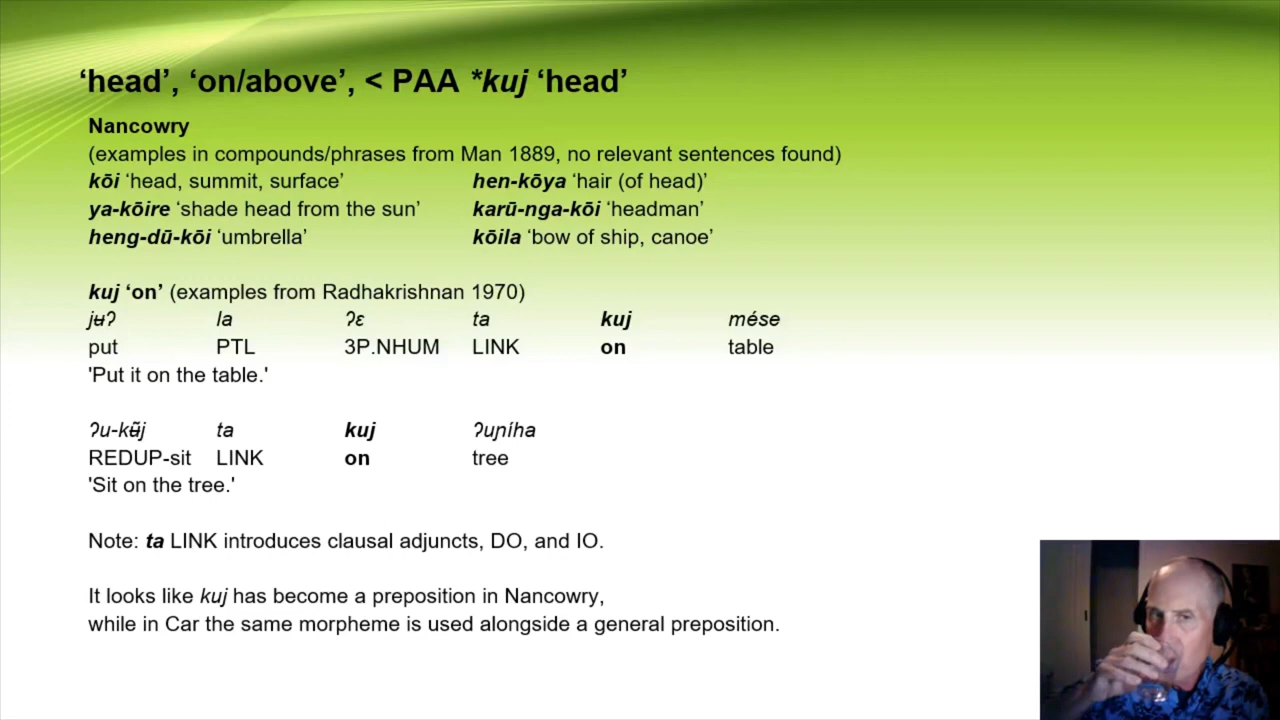 ‘head’, ‘on/above’, < PAA *kuj ‘head’
Nancowry
(examples in compounds/phrases from Man 1889, no relevant sentences found)
kōi ‘head, summit, surface’ hen-kōya ‘hair (of head)’
ya-kōire ‘shade head from the sun’ karū-nga-kōi ‘headman’
heng-dū-kōi ‘umbrella’ kōila ‘bow of ship, canoe’
kuj ‘on’ (examples from Radhakrishnan 1970)
jʉʔ la ʔɛ ta kuj mése
put PTL 3P.NHUM LINK on table
'Put it on the table.'
ʔu-kʉ̃j ta kuj ʔuɲíha
REDUP-sit LINK on tree
'Sit on the tree.'
Note: ta LINK introduces clausal adjuncts, DO, and IO.
It looks like kuj has become a preposition in Nancowry,
while in Car the same morpheme is used alongside a general preposition.